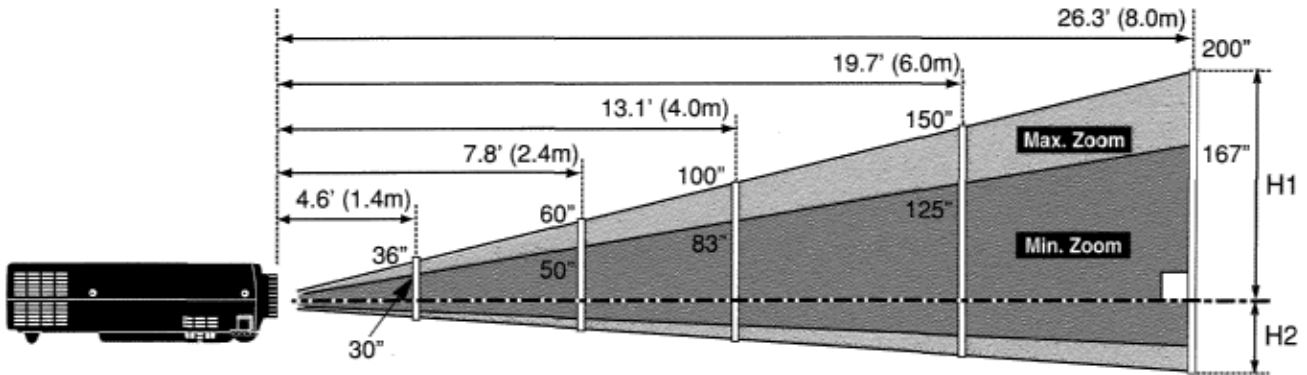 26.3' (8.0m)
200"
19.7' (6.0m)
13.1' (4.0m)
150"
Max. Zoom
7.8' (2.4m)
167"
100"
4.6' (1.4m)
H1
60"
125"
83"
Min. Zoom
36"
50"
30"
H2